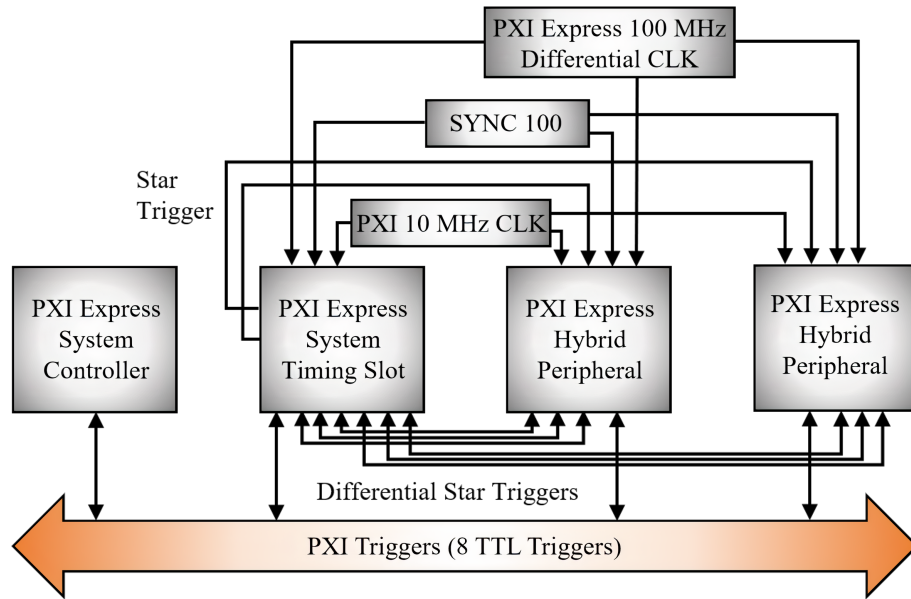 PXI Express 100 MHz
Differential CLK
SYNC 100
Star
Trigger
PXI 10 MHz CLK
PXI Express
System
Controller
PXI Express
System
Timing Slot
PXI Express
Hybrid
Peripheral
PXI Express
Hybrid
Peripheral
Differential Star Triggers
PXI Triggers (8 TTL Triggers)